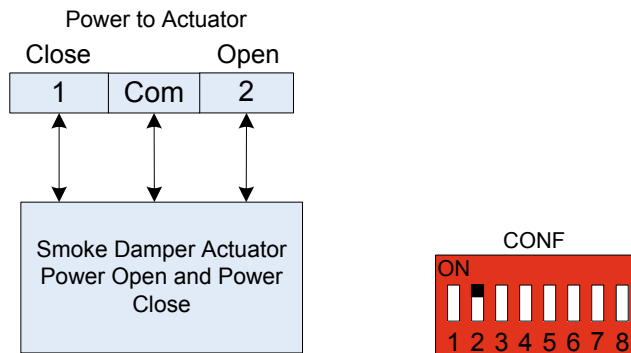 Power to Actuator
Close Open
1 Com 2
Smoke Damper Actuator
Power Open and Power
Close
CONF
ON
1 2 3 4 5 6 7 8